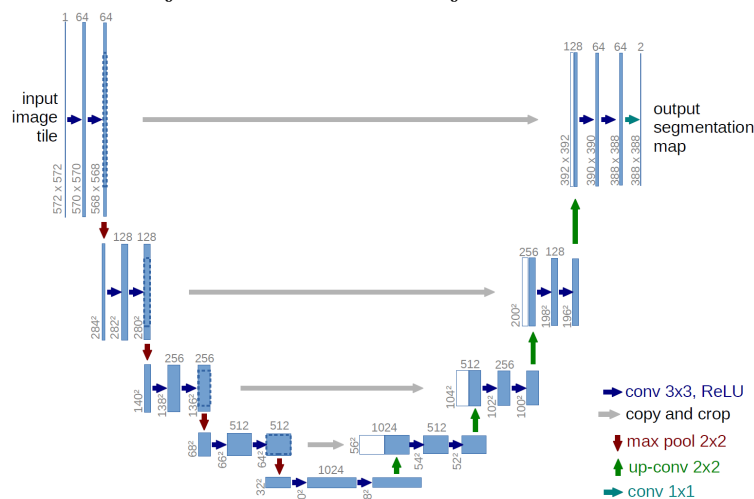 1 64 64
128 64 64 2
input
image
tile
output
segmentation
map
572 x 572
570 x 570
568 x 568
392 x 392
390 x 390
388 x 388
388 x 388
128 128
256 128
284²
282²
280²
200²
198²
196²
256 256
512 256
140²
138²
136²
104²
102²
100²
512 512
1024 512
68²
66²
64²
56²
54²
52²
1024
32²
conv 3x3, ReLU
copy and crop
max pool 2x2
up-conv 2x2
conv 1x1